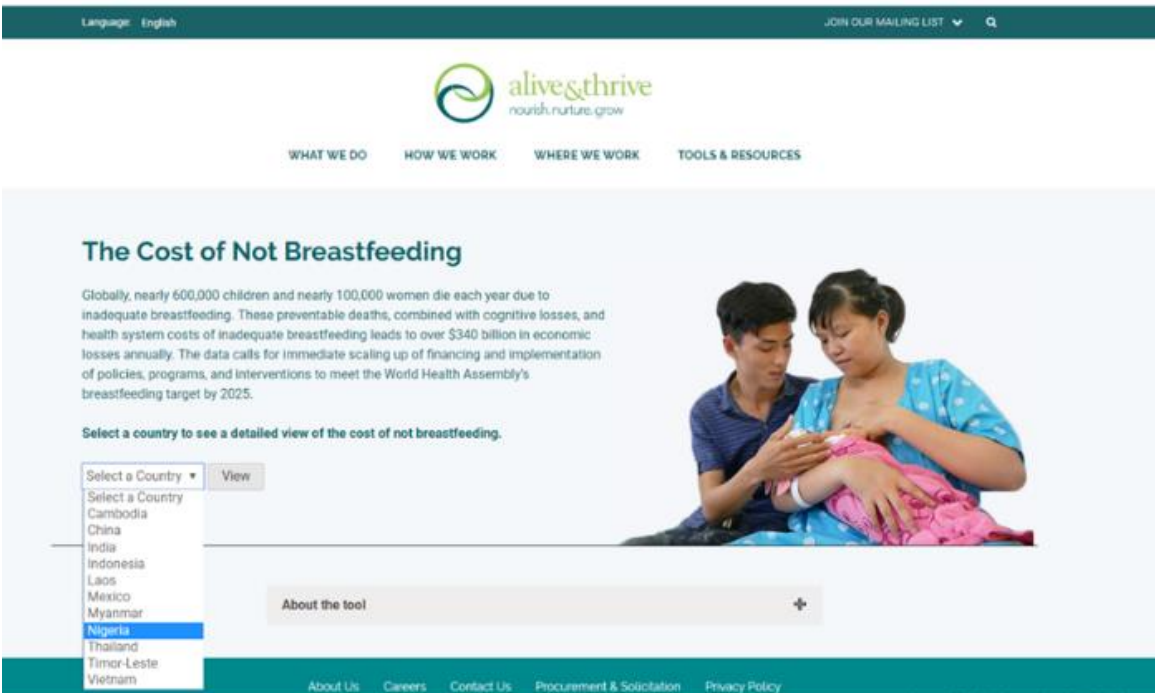 Language: English
JOIN OUR MAILING LIST
alive&thrive
nourish. nurture. grow
WHAT WE DO HOW WE WORK WHERE WE WORK TOOLS & RESOURCES
The Cost of Not Breastfeeding
Globally, nearly 600,000 children and nearly 100,000 women die each year due to
inadequate breastfeeding. These preventable deaths, combined with cognitive losses, and
health system costs of inadequate breastfeeding leads to over $340 billion in economic
losses annually. The data calls for immediate scaling up of financing and implementation
of policies, programs, and interventions to meet the World Health Assembly's
breastfeeding target by 2025.
Select a country to see a detailed view of the cost of not breastfeeding.
Select a Country View
Select a Country
Cambodia
China
India
Indonesia
Laos
Mexico
Myanmar
Nigeria
Thailand
Timor-Leste
Vietnam
About the tool
About Us Careers Contact Us Procurement & Solicitation Privacy Policy